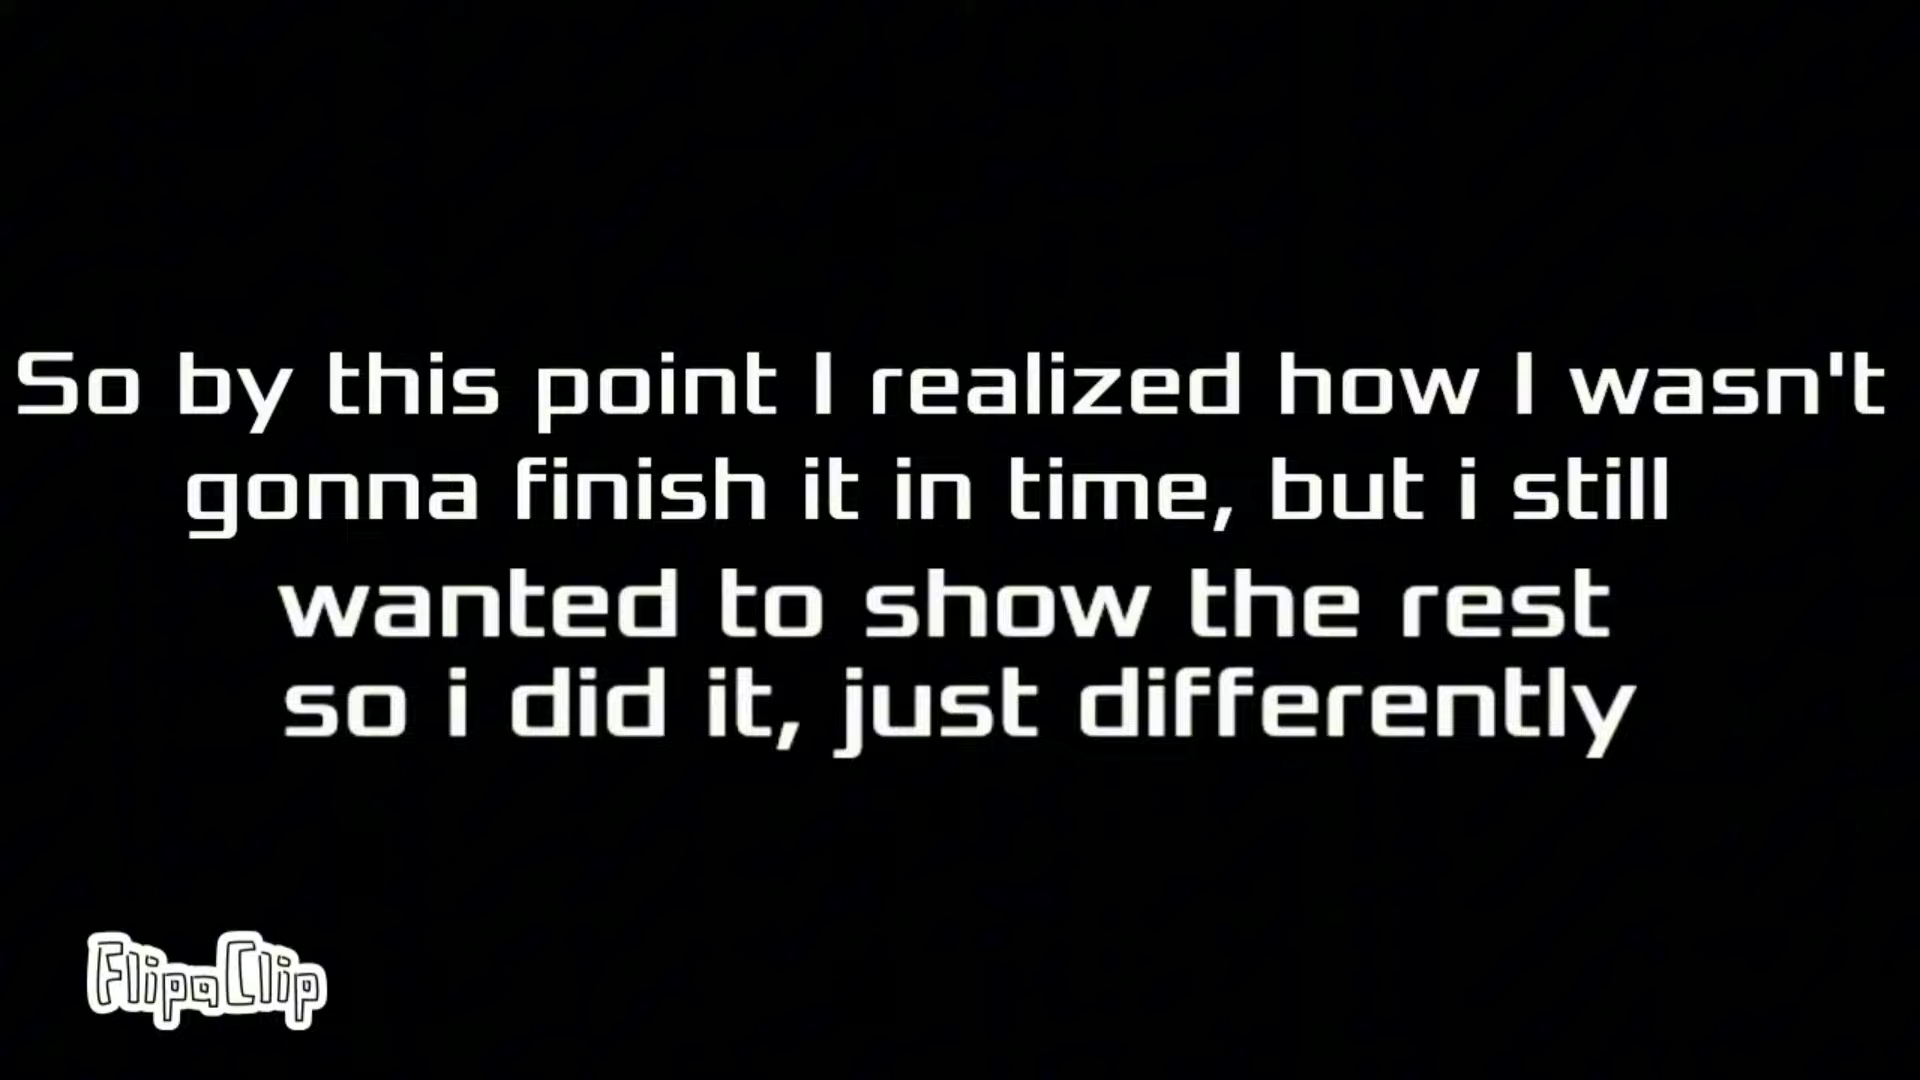 So by this point I realized how I wasn't
gonna finish it in time, but i still
wanted to show the rest
so i did it, just differently
FlipaClip